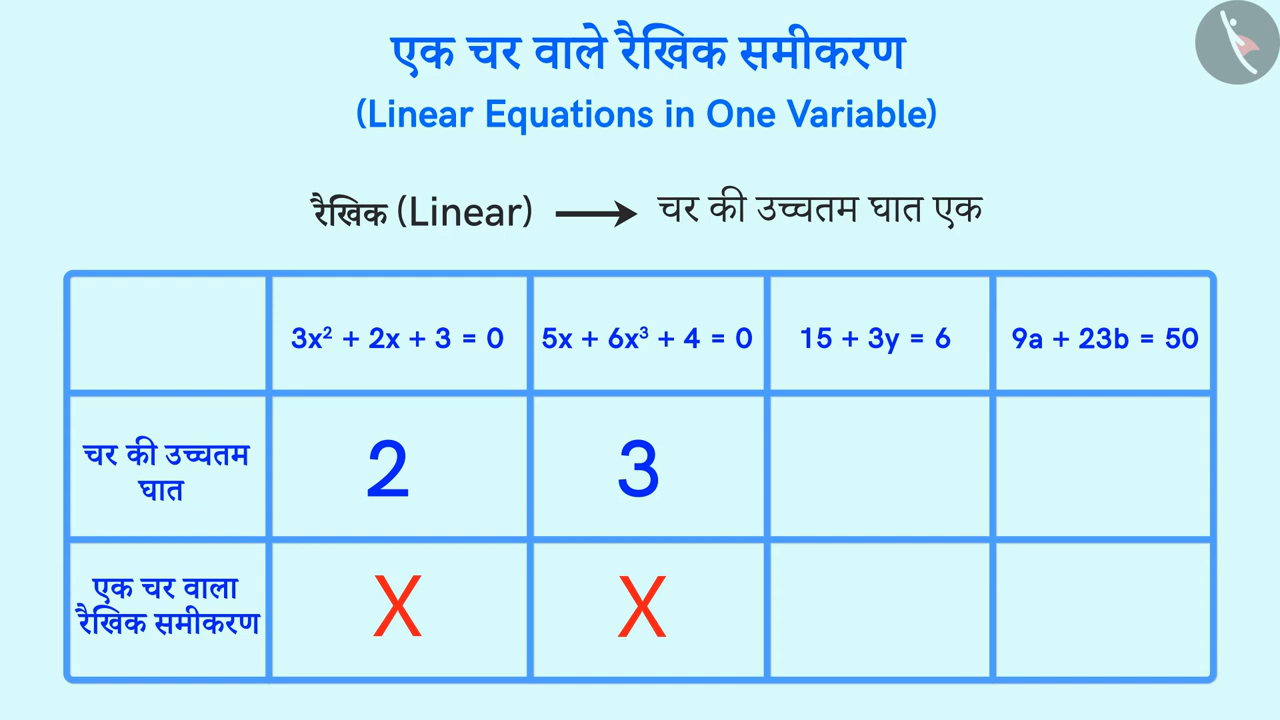 एक चर वाले रैखिक समीकरण
(Linear Equations in One Variable)
रैखिक (Linear) → चर की उच्चतम घात एक
3x² + 2x + 3 = 0
5x + 6x³ + 4 = 0
15 + 3y = 6
9a + 23b = 50
चर की उच्चतम
घात
2
3
एक चर वाला
रैखिक समीकरण
X
X